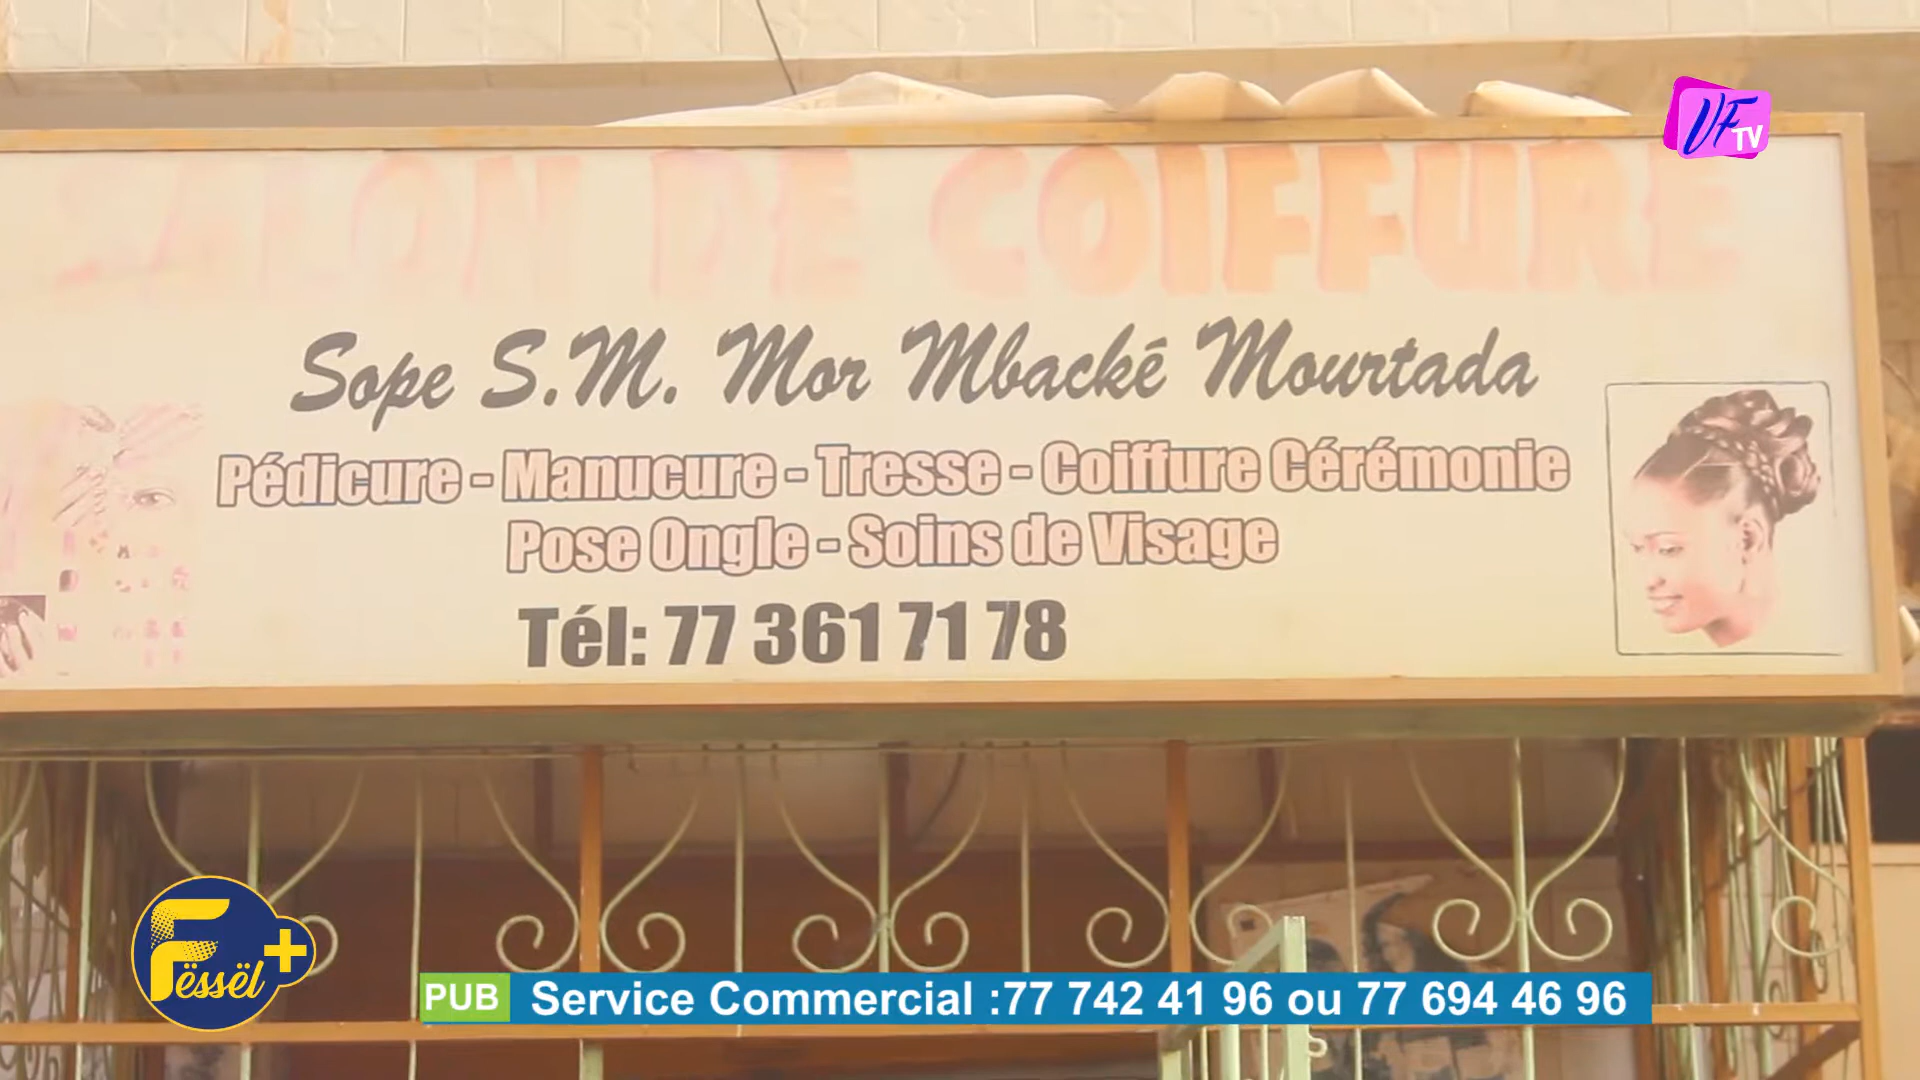 VF TV
SALON DE COIFFURE
Sope S.M. Mor Mbacké Mourtada
Pédicure - Manucure - Tresse - Coiffure Cérémonie
Pose Ongle - Soins de Visage
Tél: 77 361 71 78
Fëssël +
PUB Service Commercial :77 742 41 96 ou 77 694 46 96